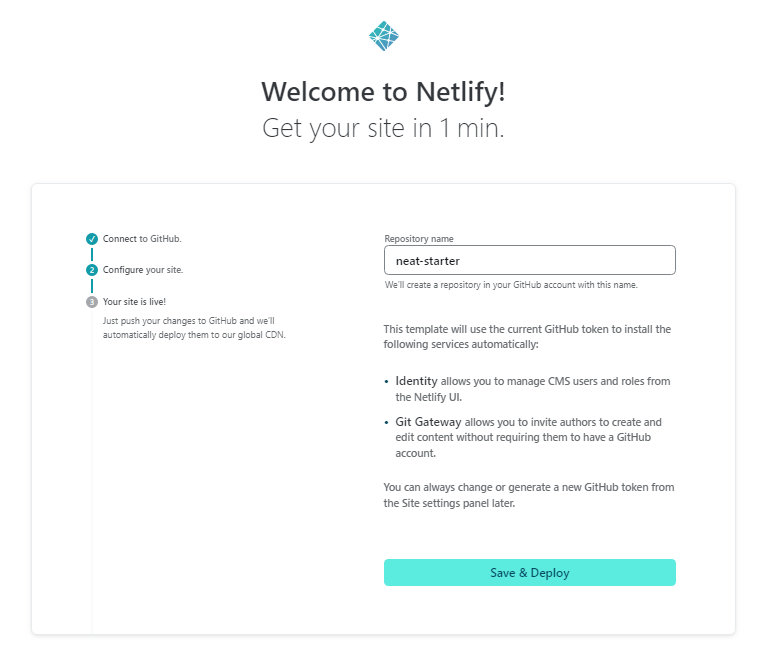 Welcome to Netlify!
Get your site in 1 min.
Connect to GitHub.
2 Configure your site.
3 Your site is live!
Just push your changes to GitHub and we'll
automatically deploy them to our global CDN.
Repository name
neat-starter
We'll create a repository in your GitHub account with this name.
This template will use the current GitHub token to install the
following services automatically:
• Identity allows you to manage CMS users and roles from
the Netlify UI.
• Git Gateway allows you to invite authors to create and
edit content without requiring them to have a GitHub
account.
You can always change or generate a new GitHub token from
the Site settings panel later.
Save & Deploy